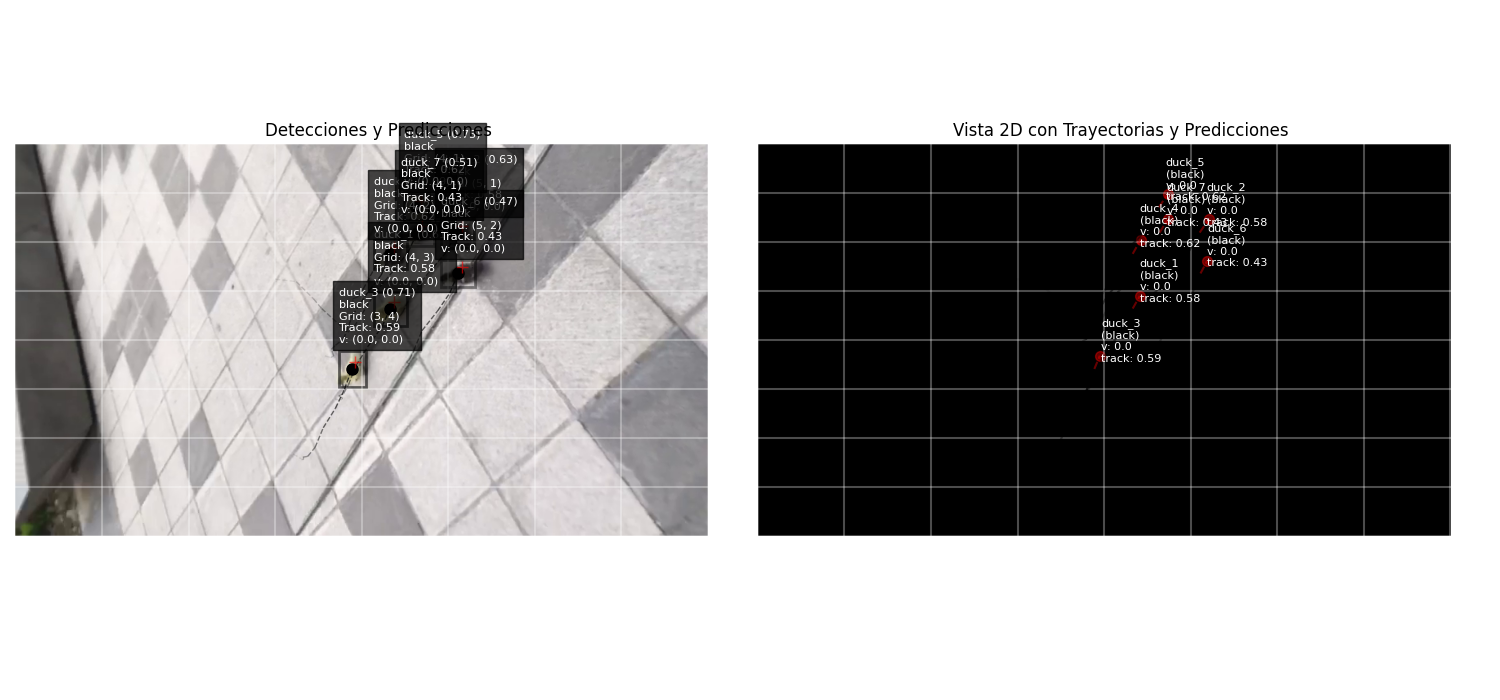 Detecciones y Predicciones
duck_5 (0.73)
black
(0.63)
duck_7 (0.51)
black
Grid: (4, 1)
Track: 0.43
v: (0.0, 0.0)
(0.47)
Grid: (5, 2)
Track: 0.43
v: (0.0, 0.0)
v: (0.0, 0.0)
black
Grid: (4, 3)
Track: 0.58
v: (0.0, 0.0)
duck_3 (0.71)
black
Grid: (3, 4)
Track: 0.59
v: (0.0, 0.0)
Vista 2D con Trayectorias y Predicciones
duck_5
(black)
v: 0.0
track: 0.62
duck_7
(black)
v: 0.0
track: 0.43
duck_2
(black)
v: 0.0
track: 0.58
duck_4
(black)
v: 0.0
track: 0.62
duck_6
(black)
v: 0.0
track: 0.43
duck_1
(black)
v: 0.0
track: 0.58
duck_3
(black)
v: 0.0
track: 0.59